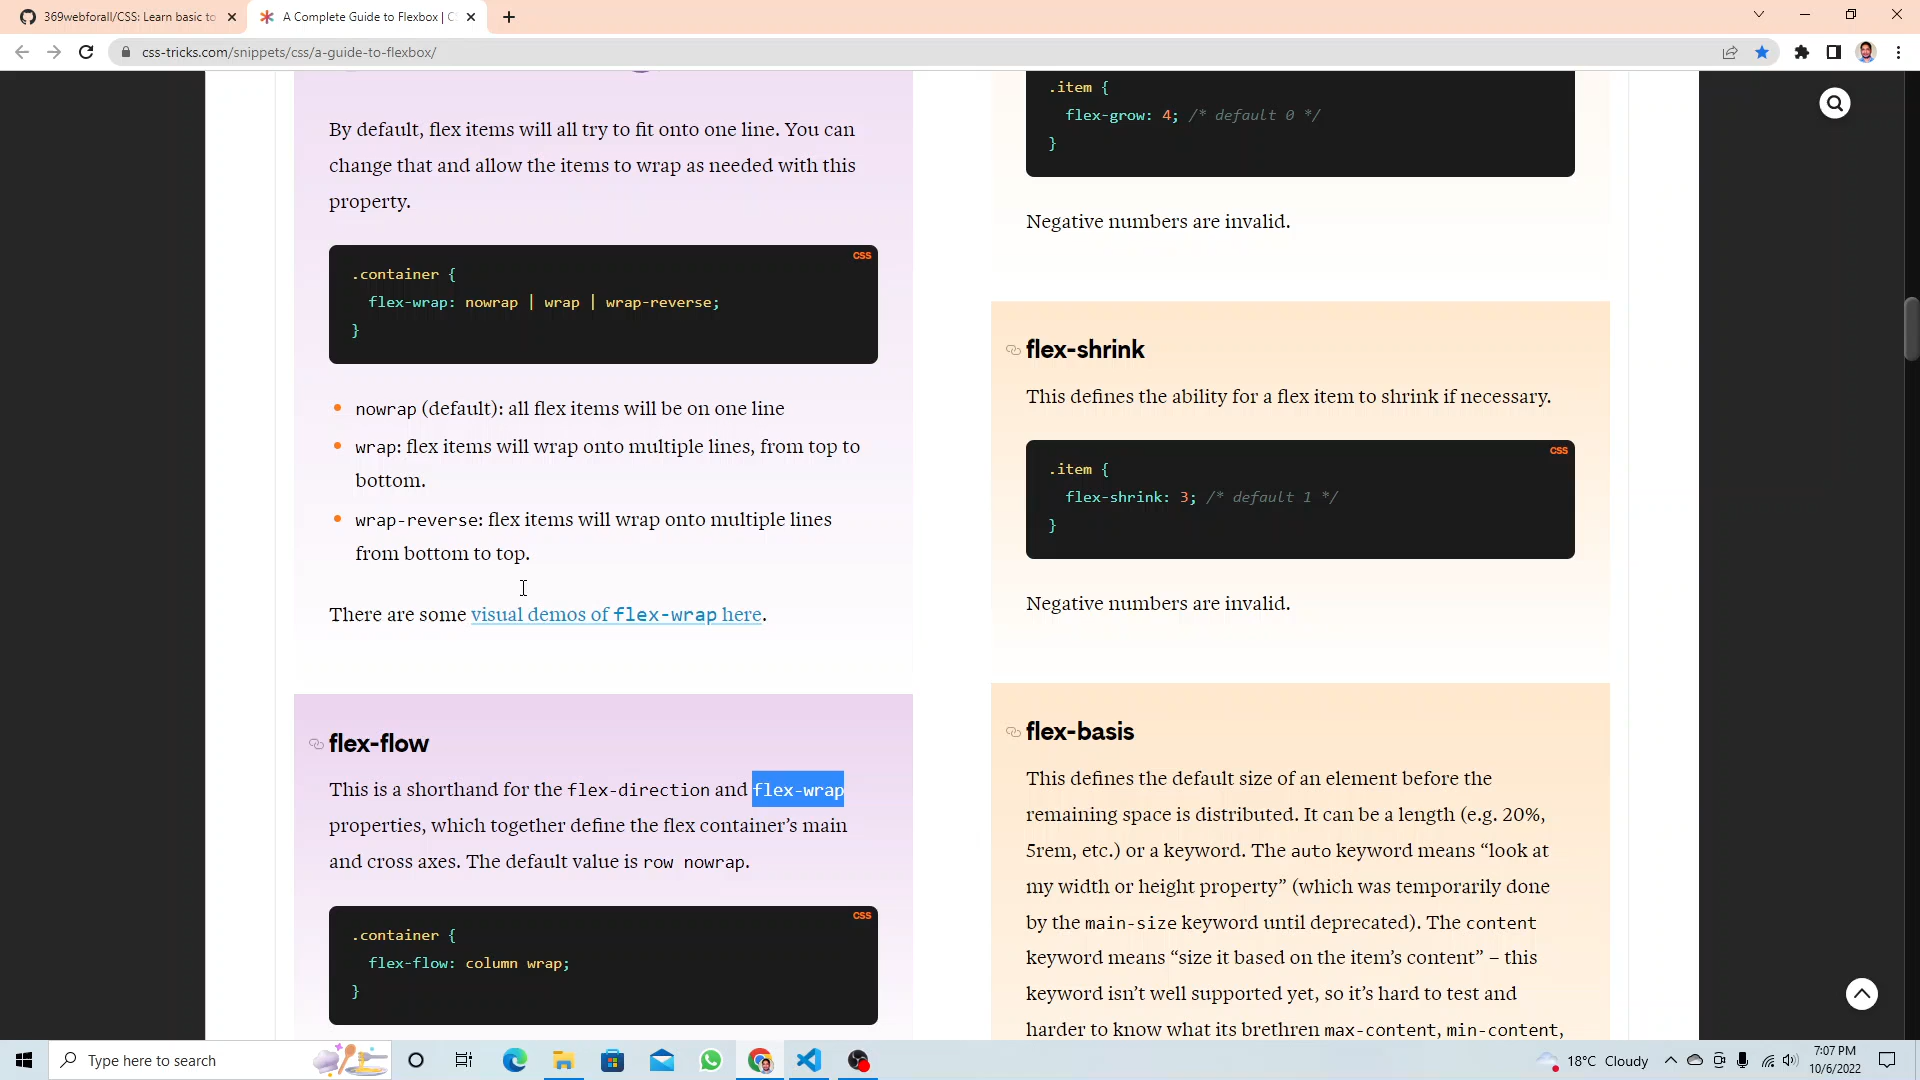 369webforall/CSS: Learn basic to
A Complete Guide to Flexbox | C
css-tricks.com/snippets/css/a-guide-to-flexbox/
By default, flex items will all try to fit onto one line. You can
change that and allow the items to wrap as needed with this
property.
CSS
.container {
flex-wrap: nowrap | wrap | wrap-reverse;
}
nowrap (default): all flex items will be on one line
wrap: flex items will wrap onto multiple lines, from top to
bottom.
wrap-reverse: flex items will wrap onto multiple lines
from bottom to top.
There are some visual demos of flex-wrap here.
flex-flow
This is a shorthand for the flex-direction and flex-wrap
properties, which together define the flex container’s main
and cross axes. The default value is row nowrap.
CSS
.container {
flex-flow: column wrap;
}
.item {
flex-grow: 4; /* default 0 */
}
Negative numbers are invalid.
flex-shrink
This defines the ability for a flex item to shrink if necessary.
CSS
.item {
flex-shrink: 3; /* default 1 */
}
Negative numbers are invalid.
flex-basis
This defines the default size of an element before the
remaining space is distributed. It can be a length (e.g. 20%,
5rem, etc.) or a keyword. The auto keyword means “look at
my width or height property” (which was temporarily done
by the main-size keyword until deprecated). The content
keyword means “size it based on the item’s content” – this
keyword isn’t well supported yet, so it’s hard to test and
harder to know what its brethren max-content, min-content,
Type here to search
18°C Cloudy
7:07 PM
10/6/2022